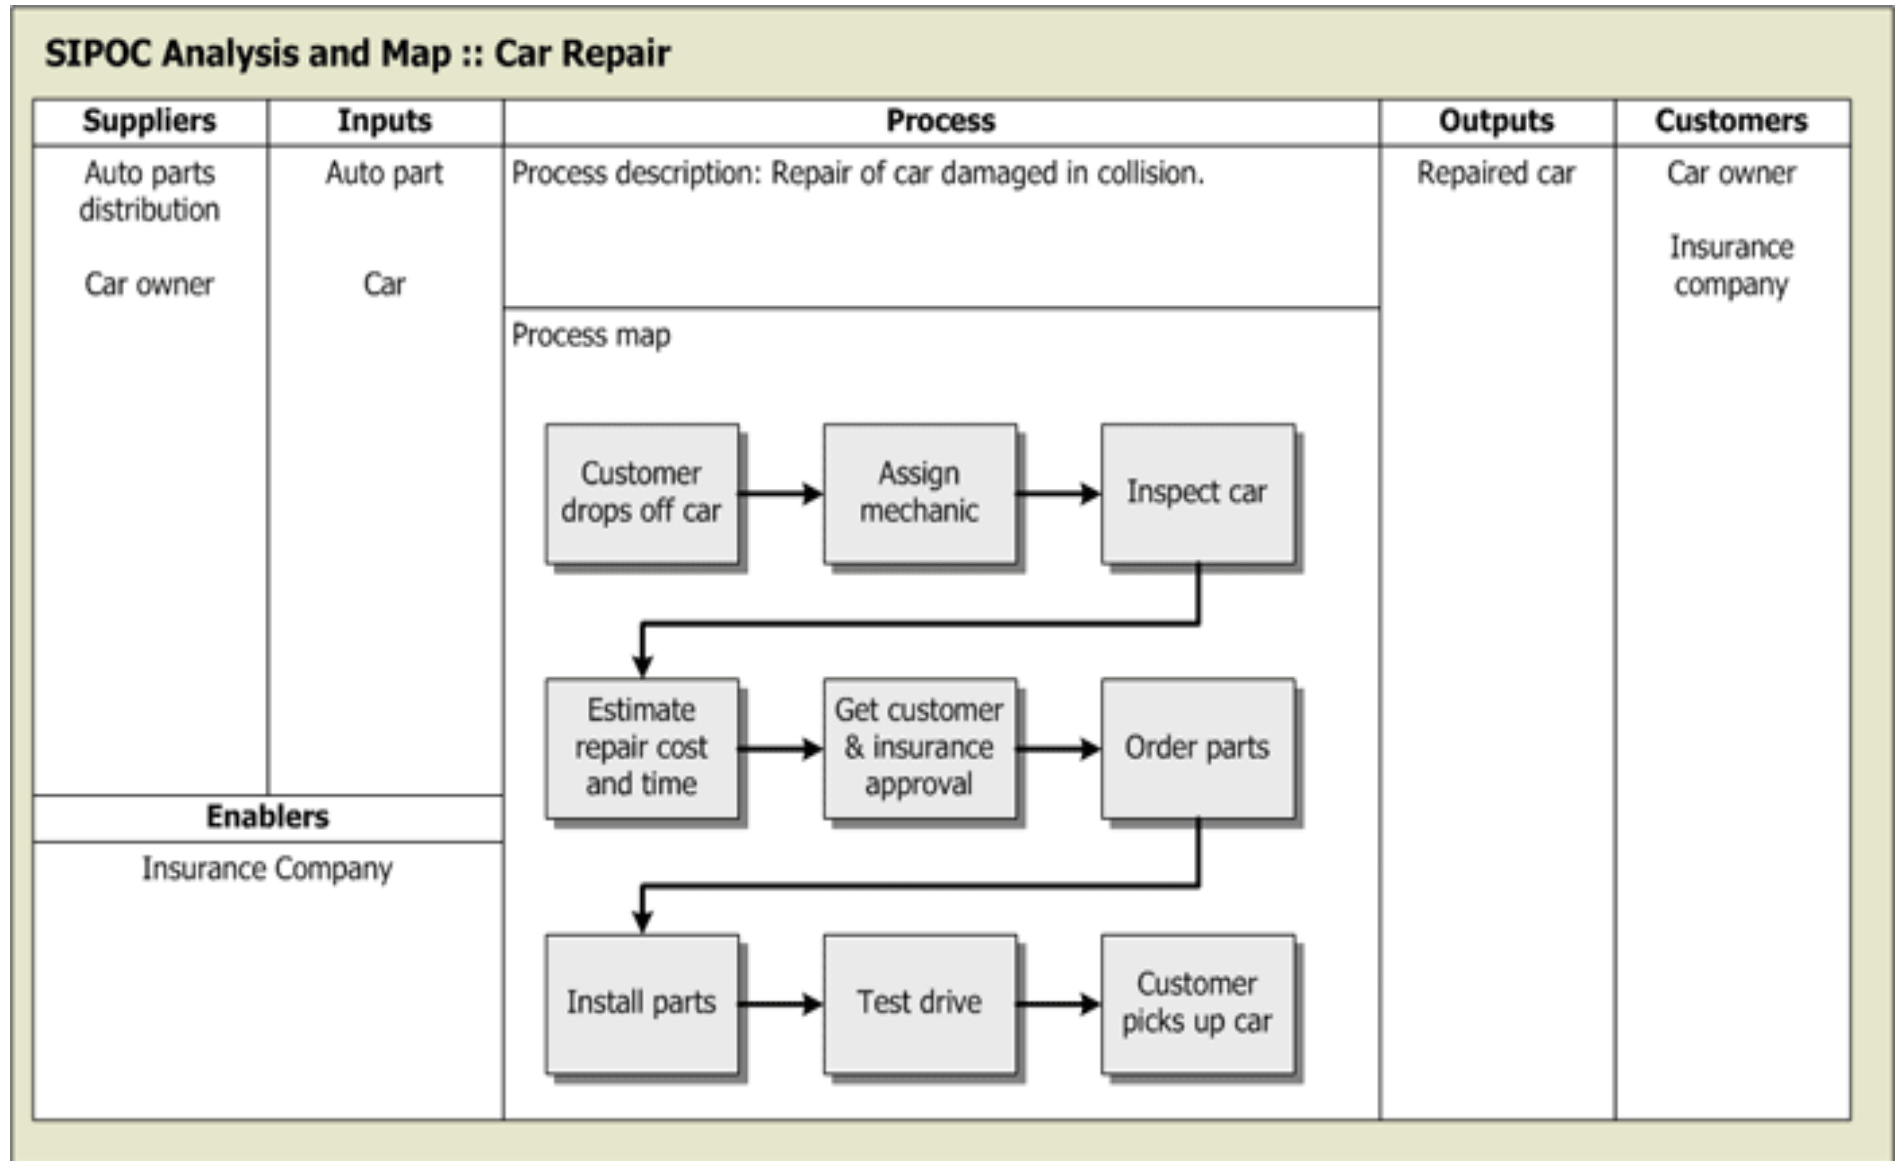 SIPOC Analysis and Map :: Car Repair
Suppliers
Inputs
Process
Outputs
Customers
Auto parts
distribution
Car owner
Auto part
Car
Process description: Repair of car damaged in collision.
Process map
Customer
drops off car
Assign
mechanic
Inspect car
Estimate
repair cost
and time
Get customer
& insurance
approval
Order parts
Install parts
Test drive
Customer
picks up car
Repaired car
Car owner
Insurance
company
Enablers
Insurance Company